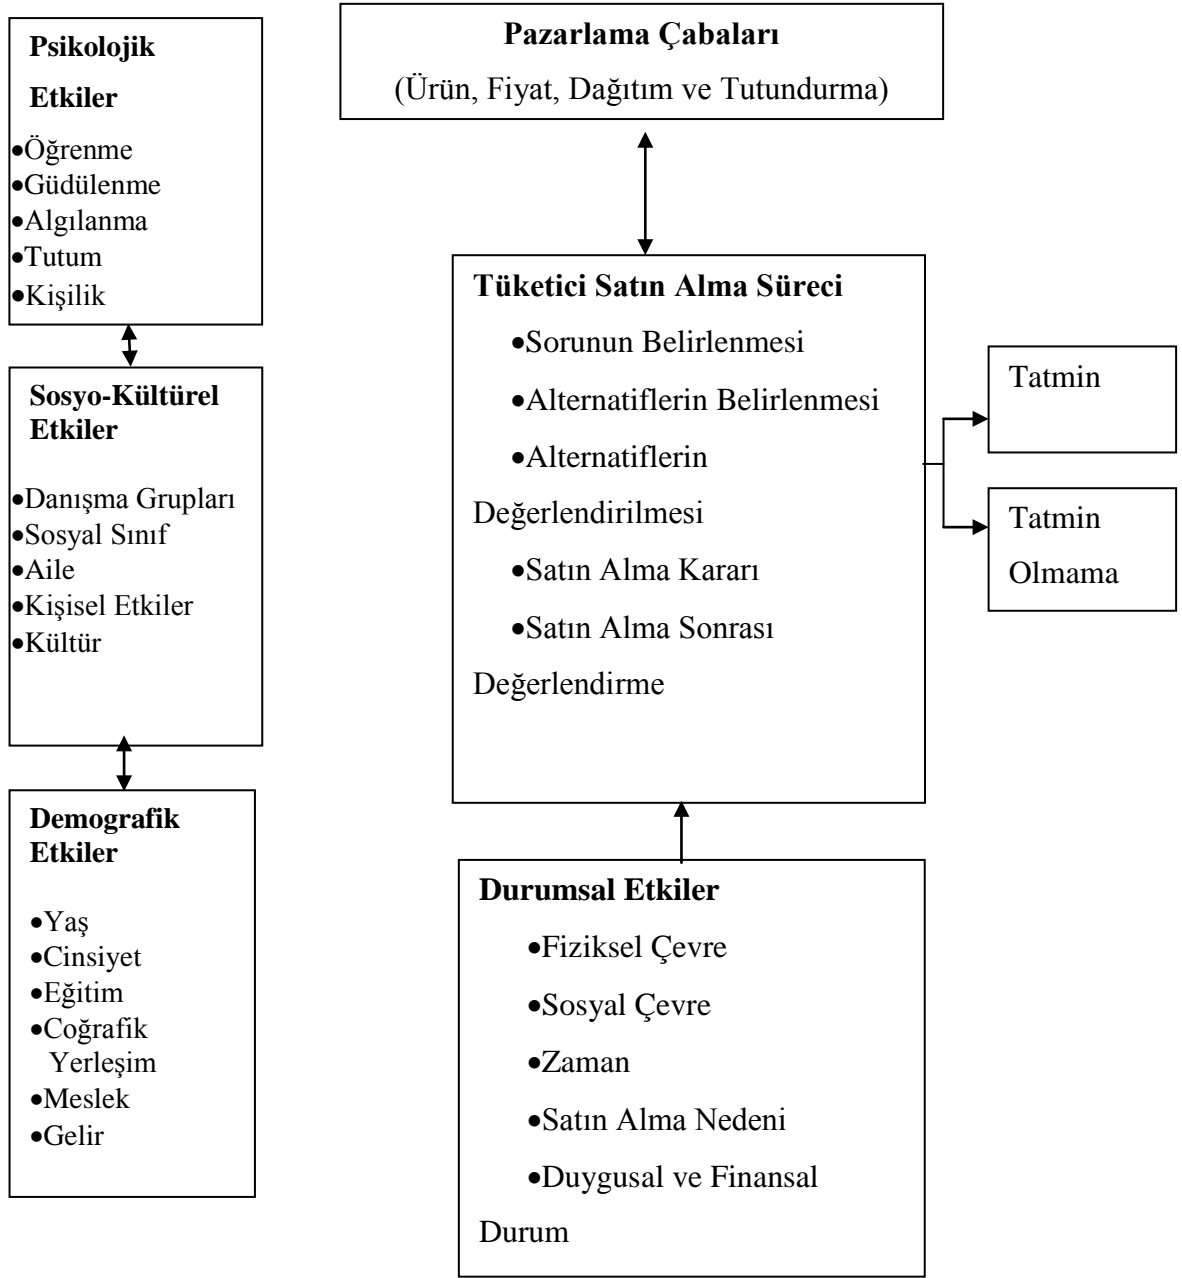 Psikolojik
Etkiler
•Öğrenme
•Güdülenme
•Algılanma
•Tutum
•Kişilik
Sosyo-Kültürel
Etkiler
•Danışma Grupları
•Sosyal Sınıf
•Aile
•Kişisel Etkiler
•Kültür
Demografik
Etkiler
•Yaş
•Cinsiyet
•Eğitim
•Coğrafik
Yerleşim
•Meslek
•Gelir
Pazarlama Çabaları
(Ürün, Fiyat, Dağıtım ve Tutundurma)
Tüketici Satın Alma Süreci
•Sorunun Belirlenmesi
•Alternatiflerin Belirlenmesi
•Alternatiflerin
Değerlendirilmesi
•Satın Alma Kararı
•Satın Alma Sonrası
Değerlendirme
Tatmin
Tatmin
Olmama
Durumsal Etkiler
•Fiziksel Çevre
•Sosyal Çevre
•Zaman
•Satın Alma Nedeni
•Duygusal ve Finansal
Durum